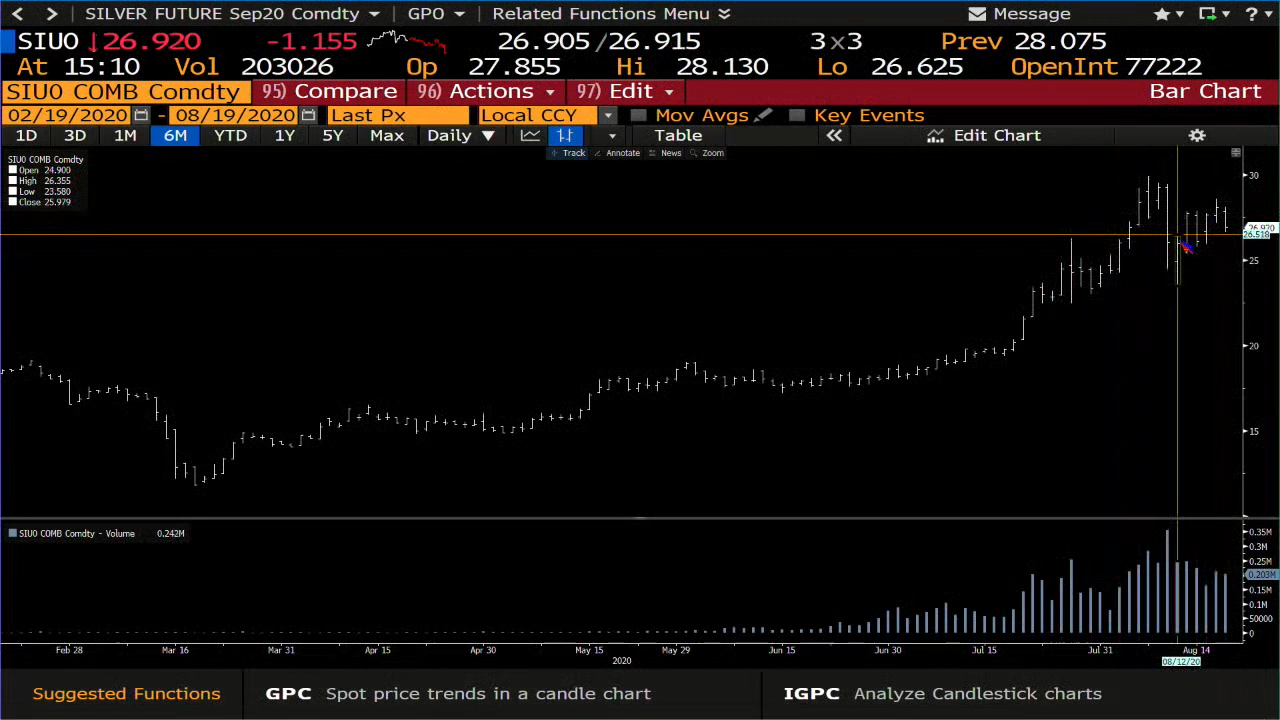 SILVER FUTURE Sep20 Comdty GPO Related Functions Menu Message ?
SIU0 ↓26.920 -1.155 26.905/26.915 3×3 Prev 28.075
At 15:10 Vol 203026 Op 27.855 Hi 28.130 Lo 26.625 OpenInt 77222
SIU0 COMB Comdty 95) Compare 96) Actions 97) Edit Bar Chart
02/19/2020 - 08/19/2020 Last Px Local CCY Mov Avgs Key Events
1D 3D 1M 6M YTD 1Y 5Y Max Daily ▼ Table « Edit Chart
Track Annotate News Zoom
SIU0 COMB Comdty
Open 24.900
High 26.355
Low 23.580
Close 25.979
30
26.920
26.518
25
20
15
SIU0 COMB Comdty - Volume 0.242M
0.35M
0.3M
0.25M
0.203M
0.15M
0.1M
50000
0
Feb 28 Mar 16 Mar 31 Apr 15 Apr 30 May 15 May 29 Jun 15 Jun 30 Jul 15 Jul 31 Aug 14
2020 08/12/20
Suggested Functions GPC Spot price trends in a candle chart IGPC Analyze Candlestick charts